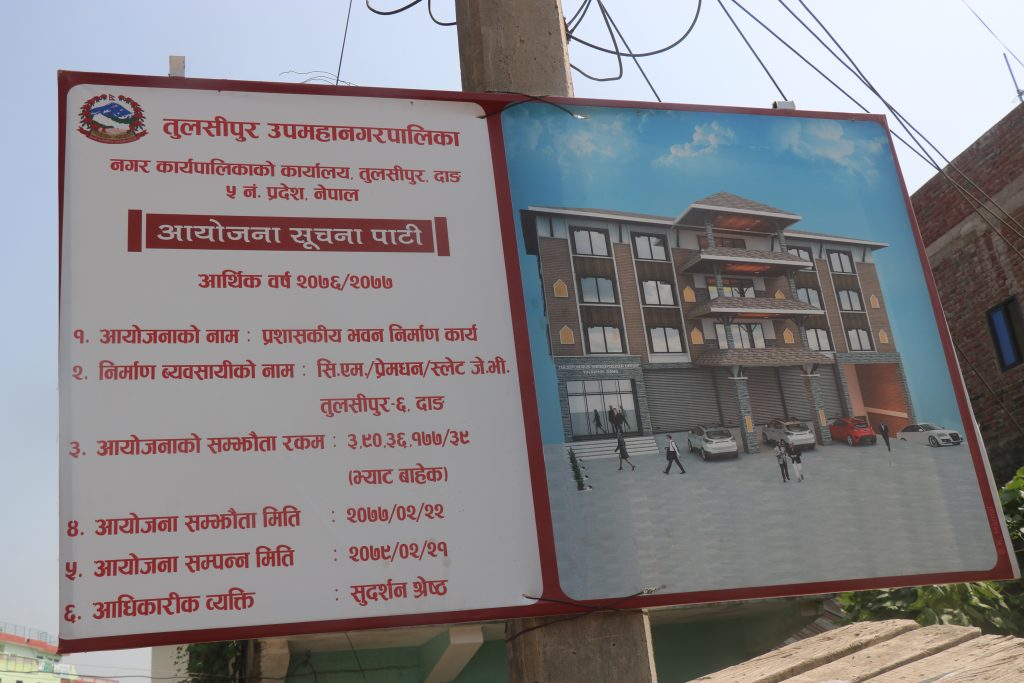 तुलसीपुर उपमहानगरपालिका
नगर कार्यपालिकाको कार्यालय, तुलसीपुर, दाङ
५ नं. प्रदेश, नेपाल
आयोजना सूचना पाटी
आर्थिक वर्ष २०७६/२०७७
१. आयोजनाको नाम : प्रशासकीय भवन निर्माण कार्य
२. निर्माण ब्यवसायीको नाम : सि.एम./प्रेमघन/स्लेट जे.भी.
तुलसीपुर-६, दाङ
३. आयोजनाको सम्झौता रकम : ३,९०,३६,१७७/३९
(भ्याट बाहेक)
४. आयोजना सम्झौता मिति : २०७७/०२/२२
५. आयोजना सम्पन्न मिति : २०७९/०२/२१
६. आधिकारीक व्यक्ति : सुदर्शन श्रेष्ठ